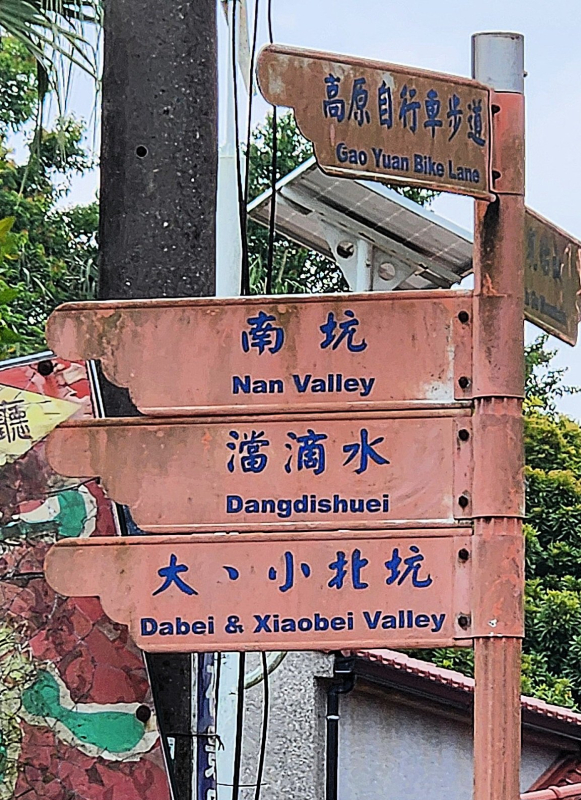 高原自行車步道
Gao Yuan Bike Lane
南坑
Nan Valley
澢滴水
Dangdishuei
大、小北坑
Dabei & Xiaobei Valley
聽